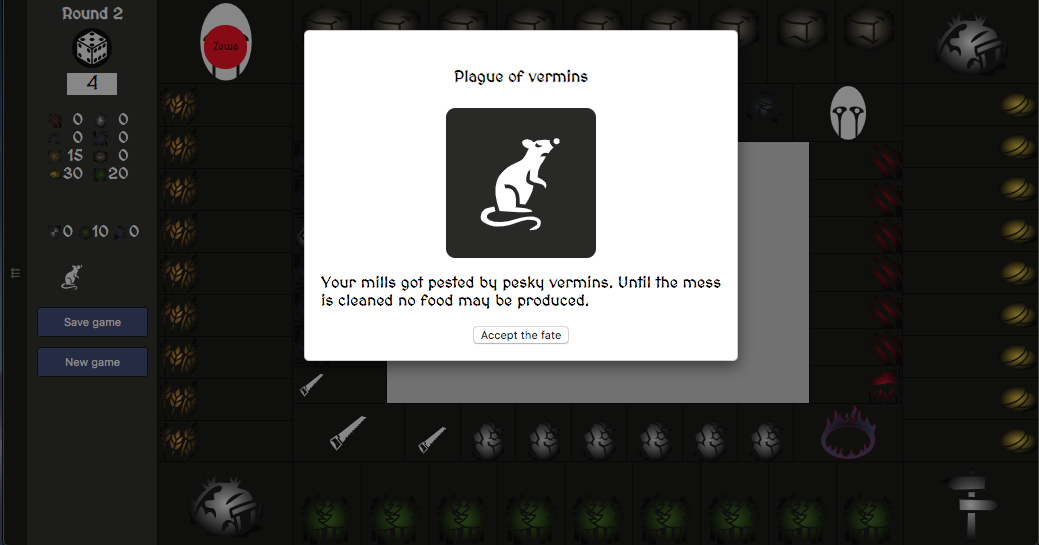 Round 2
4
0 0
0 0
15 0
30 20
0 10 0
Save game
New game
Zowa
Plague of vermins
Your mills got pested by pesky vermins. Until the mess
is cleaned no food may be produced.
Accept the fate